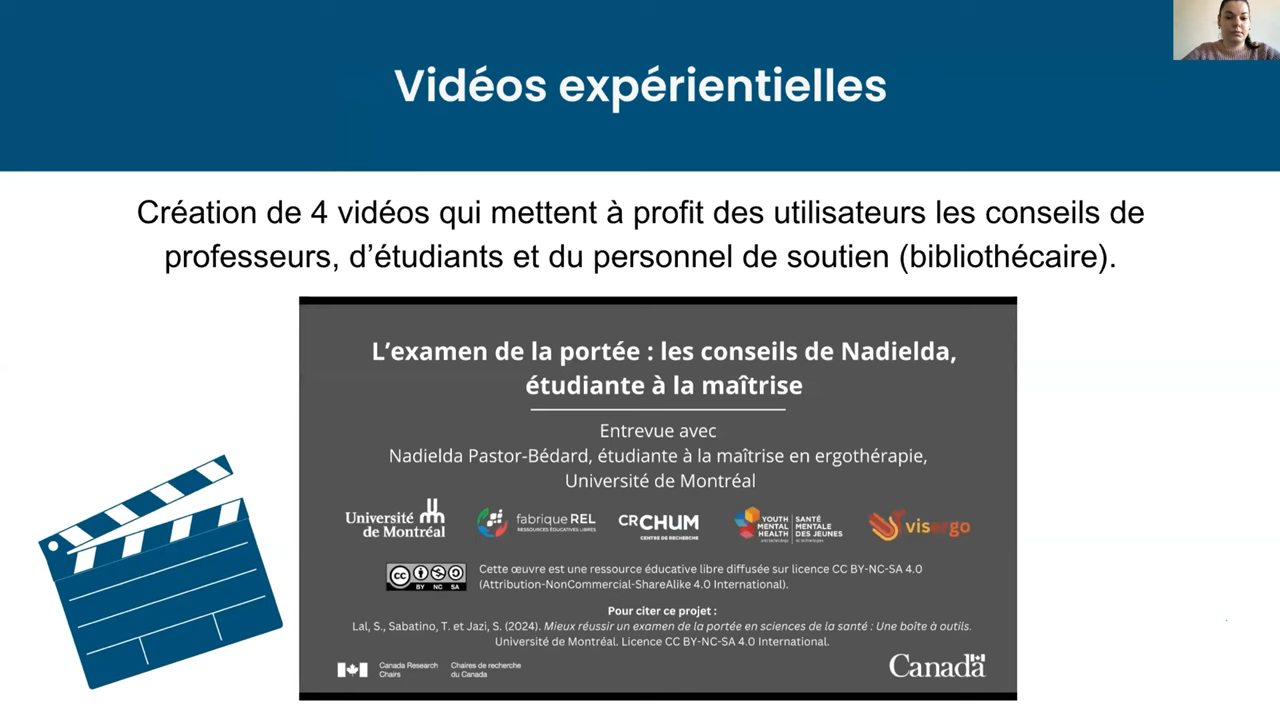 Vidéos expérientielles
Création de 4 vidéos qui mettent à profit des utilisateurs les conseils de
professeurs, d'étudiants et du personnel de soutien (bibliothécaire).
L'examen de la portée : les conseils de Nadielda,
étudiante à la maîtrise
Entrevue avec
Nadielda Pastor-Bédard, étudiante à la maîtrise en ergothérapie,
Université de Montréal
Université
de Montréal
fabriqueREL
RESSOURCES ÉDUCATIVES LIBRES
CRCHUM
CENTRE DE RECHERCHE
YOUTH
MENTAL
HEALTH
SANTÉ
MENTALE
DES JEUNES
visergo
cc
BY NC SA
Cette œuvre est une ressource éducative libre diffusée sur licence CC BY-NC-SA 4.0
(Attribution-NonCommercial-ShareAlike 4.0 International).
Pour citer ce projet :
Lal, S., Sabatino, T. et Jazi, S. (2024). Mieux réussir un examen de la portée en sciences de la santé : Une boîte à outils.
Université de Montréal. Licence CC BY-NC-SA 4.0 International.
Canada Research
Chairs
Chaires de recherche
du Canada
Canada